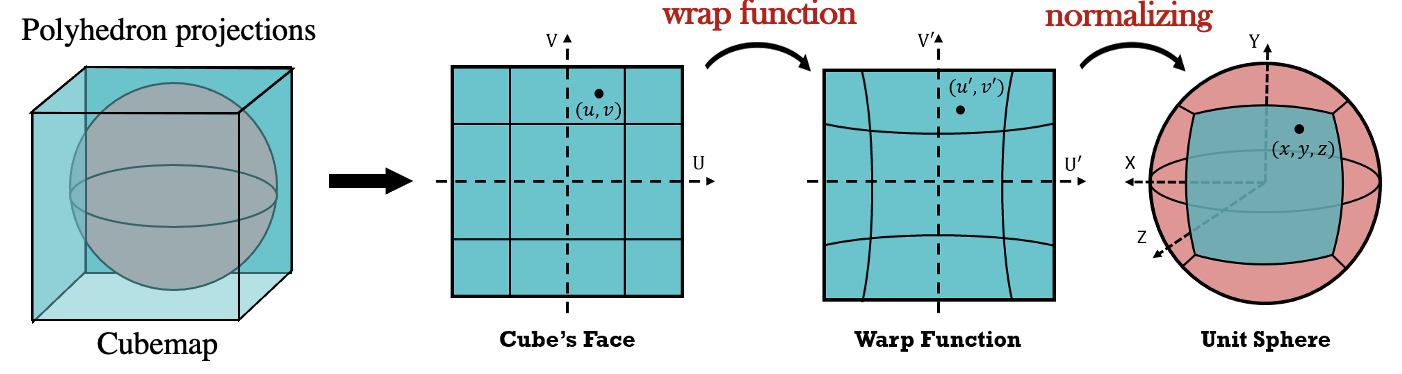 Polyhedron projections
Cubemap
V
(u, v)
U
Cube's Face
wrap function
V′
(u′, v′)
U′
Warp Function
normalizing
Y
(x, y, z)
X
Z
Unit Sphere